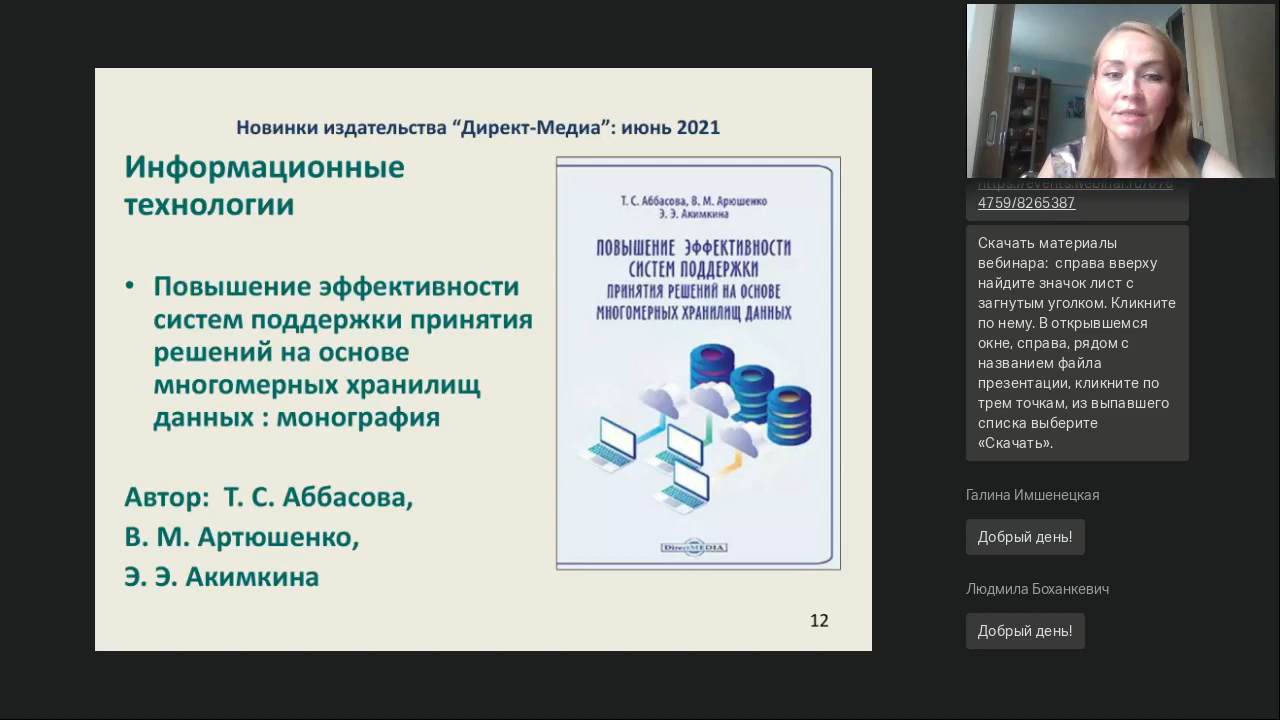 Новинки издательства “Директ-Медиа”: июнь 2021
Информационные
технологии
• Повышение эффективности
систем поддержки принятия
решений на основе
многомерных хранилищ
данных : монография
Автор: Т. С. Аббасова,
В. М. Артюшенко,
Э. Э. Акимкина
Т. С. Аббасова, В. М. Арюшенко
Э. Э. Акимкина
ПОВЫШЕНИЕ ЭФФЕКТИВНОСТИ
СИСТЕМ ПОДДЕРЖКИ
ПРИНЯТИЯ РЕШЕНИЙ НА ОСНОВЕ
МНОГОМЕРНЫХ ХРАНИЛИЩ ДАННЫХ
DirectMEDIA
12
4759/8265387
Скачать материалы
вебинара: справа вверху
найдите значок лист с
загнутым уголком. Кликните
по нему. В открывшемся
окне, справа, рядом с
названием файла
презентации, кликните по
трем точкам, из выпавшего
списка выберите
«Скачать».
Галина Имшенецкая
Добрый день!
Людмила Боханкевич
Добрый день!